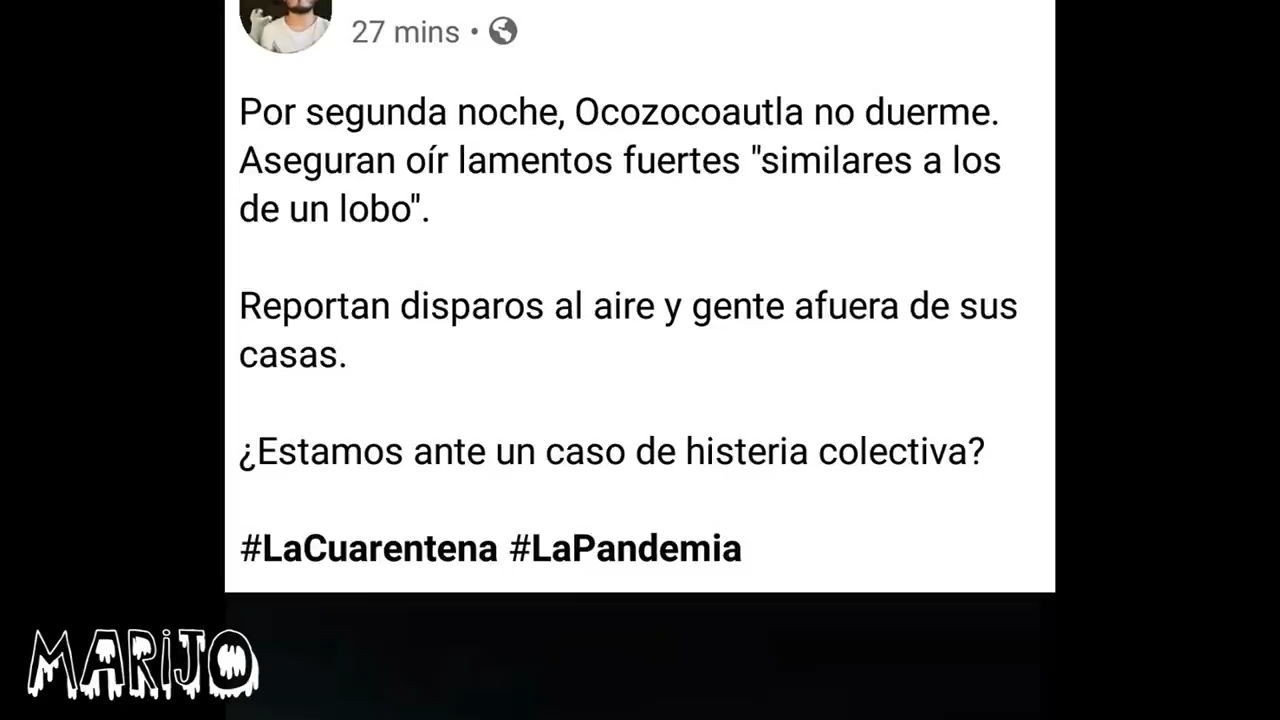 27 mins •
Por segunda noche, Ocozocoautla no duerme.
Aseguran oír lamentos fuertes "similares a los
de un lobo".
Reportan disparos al aire y gente afuera de sus
casas.
¿Estamos ante un caso de histeria colectiva?
#LaCuarentena #LaPandemia
MARiJO